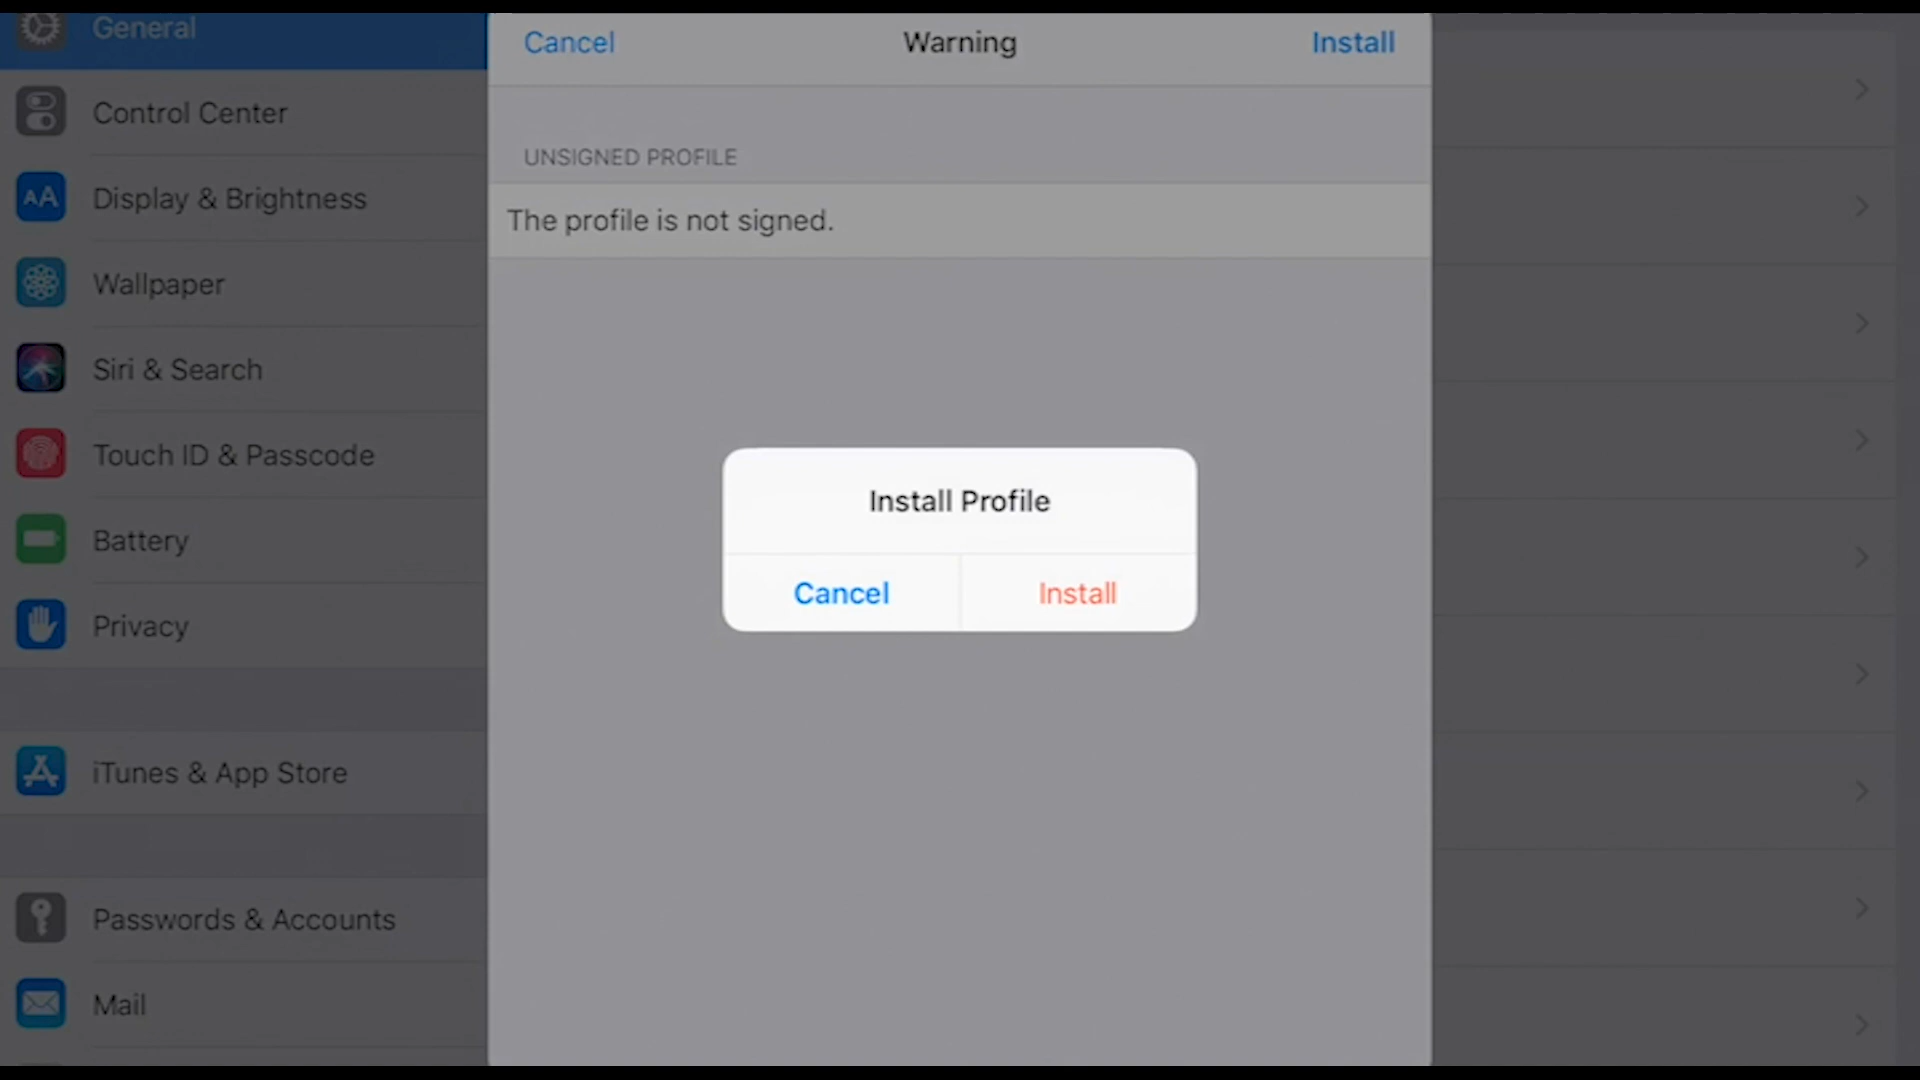 General
Control Center
Display & Brightness
Wallpaper
Siri & Search
Touch ID & Passcode
Battery
Privacy
iTunes & App Store
Passwords & Accounts
Mail
Cancel
Warning
Install
UNSIGNED PROFILE
The profile is not signed.
Install Profile
Cancel
Install